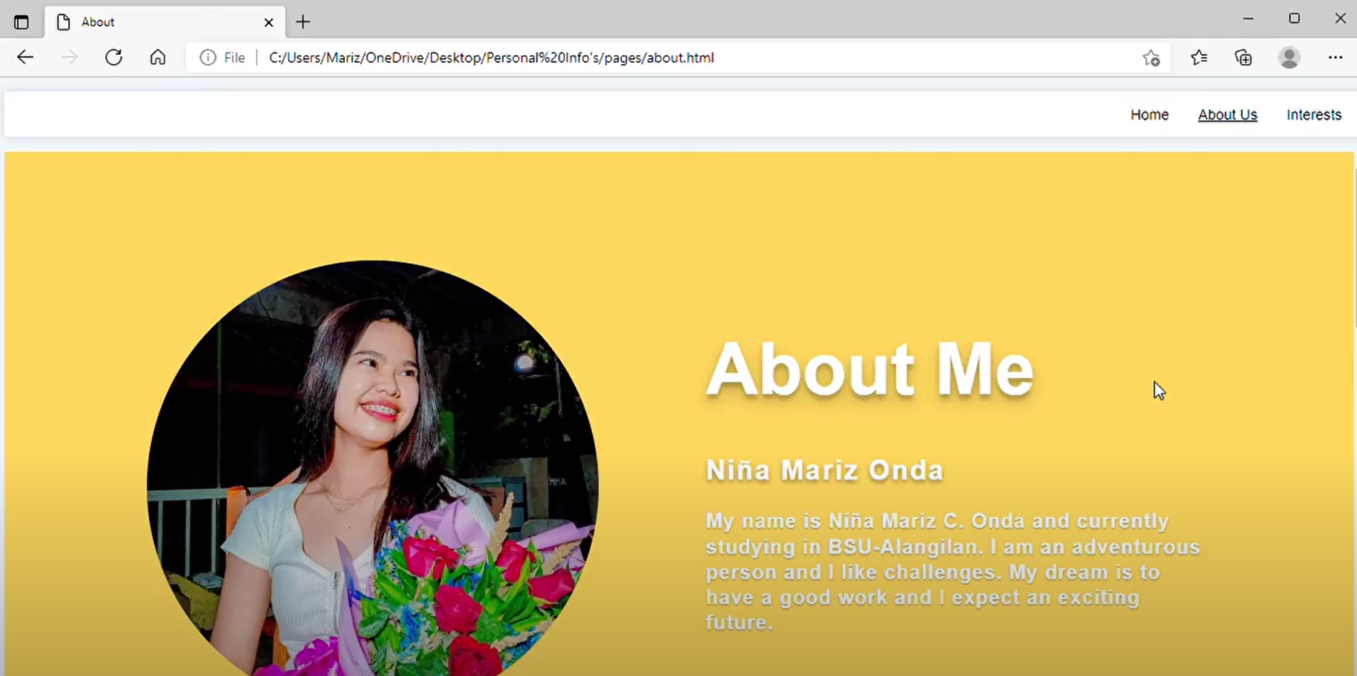 About
File
C:/Users/Mariz/OneDrive/Desktop/Personal%20Info's/pages/about.html
Home
About Us
Interests
About Me
Niña Mariz Onda
My name is Niña Mariz C. Onda and currently
studying in BSU-Alangilan. I am an adventurous
person and I like challenges. My dream is to
have a good work and I expect an exciting
future.